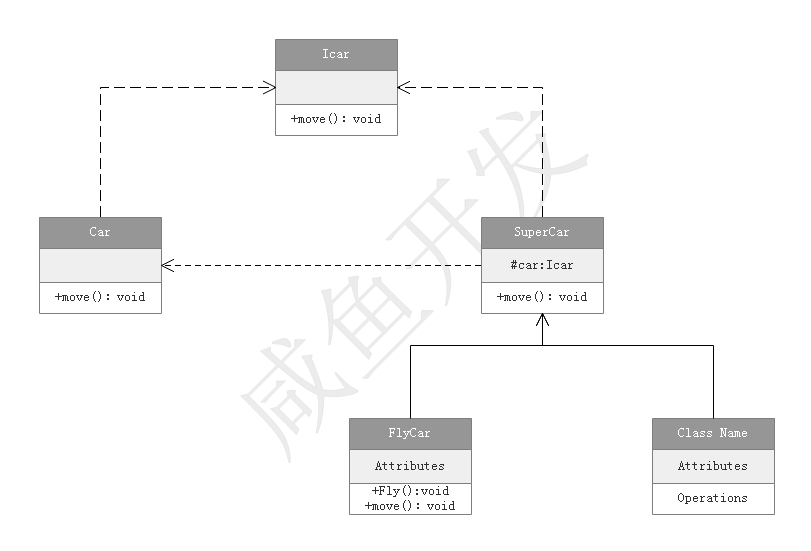 Icar
+move(): void
Car
+move(): void
SuperCar
#car:Icar
+move(): void
FlyCar
Attributes
+Fly():void
+move(): void
Class Name
Attributes
Operations
咸鱼开发